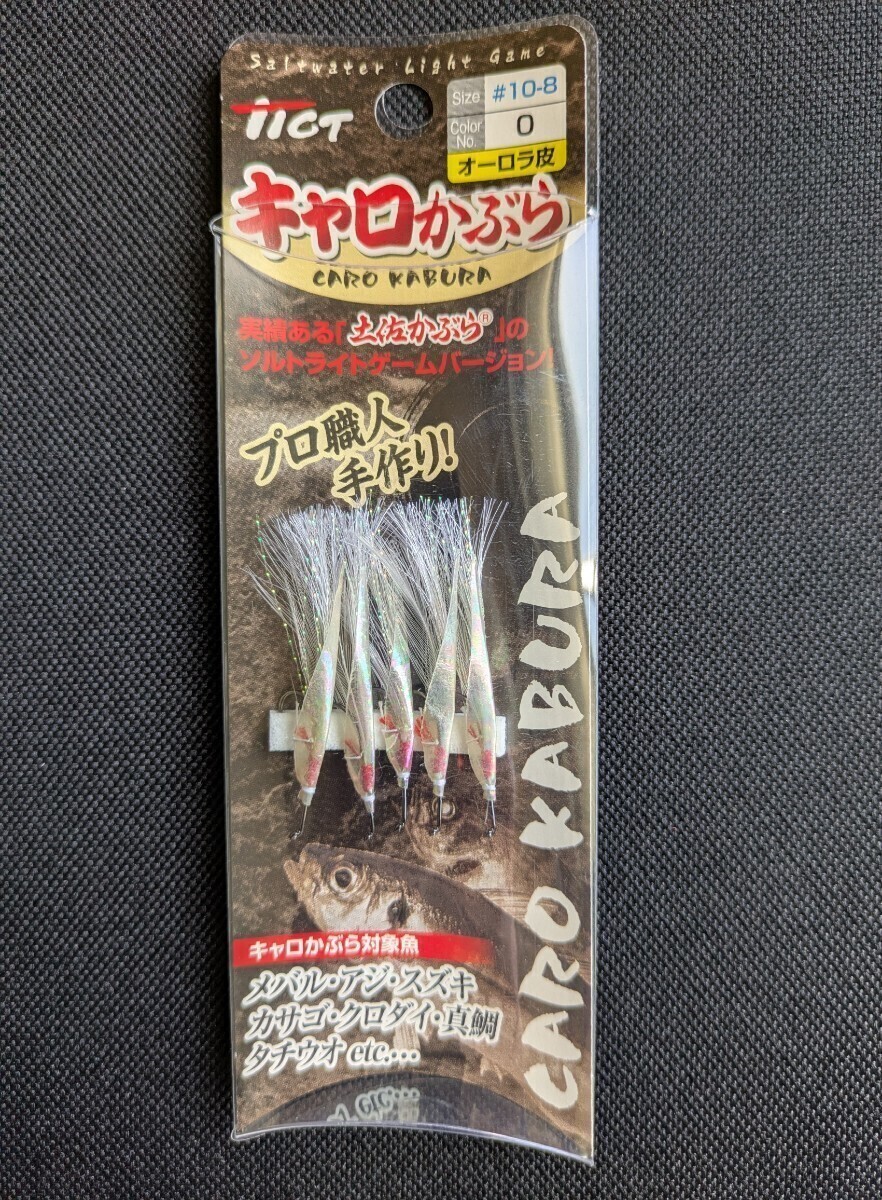 Saltwater Light Game
TICT
Size #10-8
Color No. 0
オーロラ皮
キャロかぶら
CARO KABURA
実績ある「土佐かぶら®」の
ソルトライトゲームバージョン!
プロ職人
手作り!
CARO KABURA
キャロかぶら対象魚
メバル・アジ・スズキ
カサゴ・クロダイ・真鯛
タチウオ etc.…